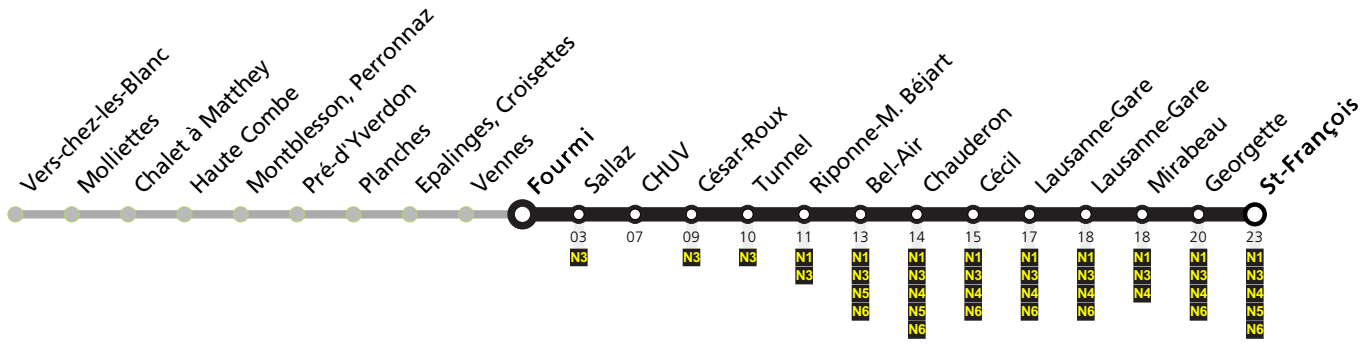 Vers-chez-les-Blanc
Molliettes
Chalet à Matthey
Haute Combe
Montblesson, Perronnaz
Pré-d'Yverdon
Planches
Epalinges, Croisettes
Vennes
Fourmi
Sallaz
CHUV
César-Roux
Tunnel
Riponne-M. Béjart
Bel-Air
Chauderon
Cécil
Lausanne-Gare
Lausanne-Gare
Mirabeau
Georgette
St-François
03 07 09 10 11 13 14 15 17 18 18 20 23
N3 N3 N3 N1 N1 N1 N1 N1 N1 N1 N1 N1
N3 N3 N3 N3 N3 N3 N3 N3 N3
N5 N4 N4 N4 N4 N4 N4 N4
N6 N5 N6 N6 N6 N6 N5
N6 N6